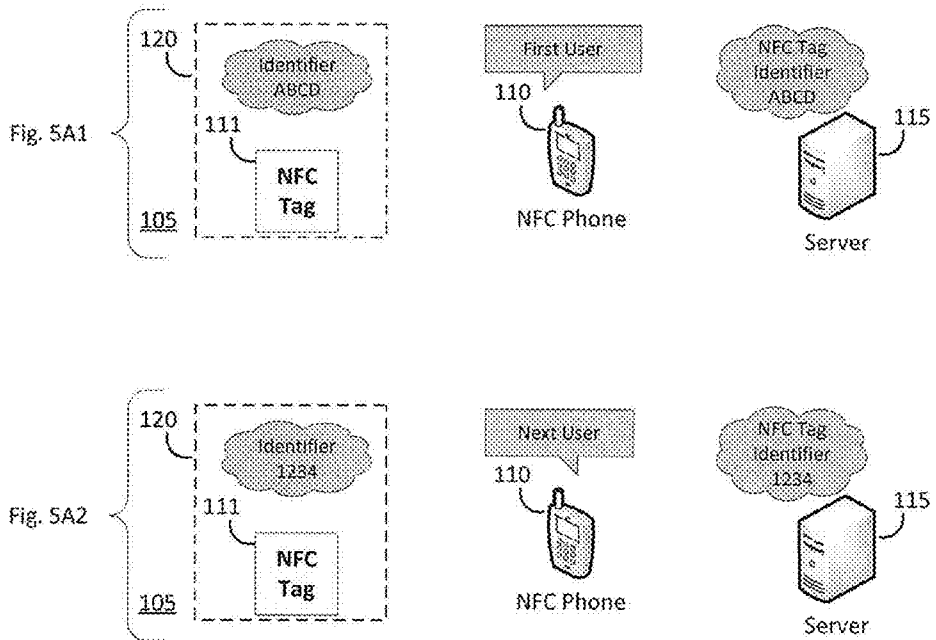 Fig. 5A1
120
Identifier
ABCD
111
NFC
Tag
105
First User
110
NFC Phone
NFC Tag
Identifier
ABCD
115
Server
Fig. 5A2
120
Identifier
1234
111
NFC
Tag
105
Next User
110
NFC Phone
NFC Tag
Identifier
1234
115
Server